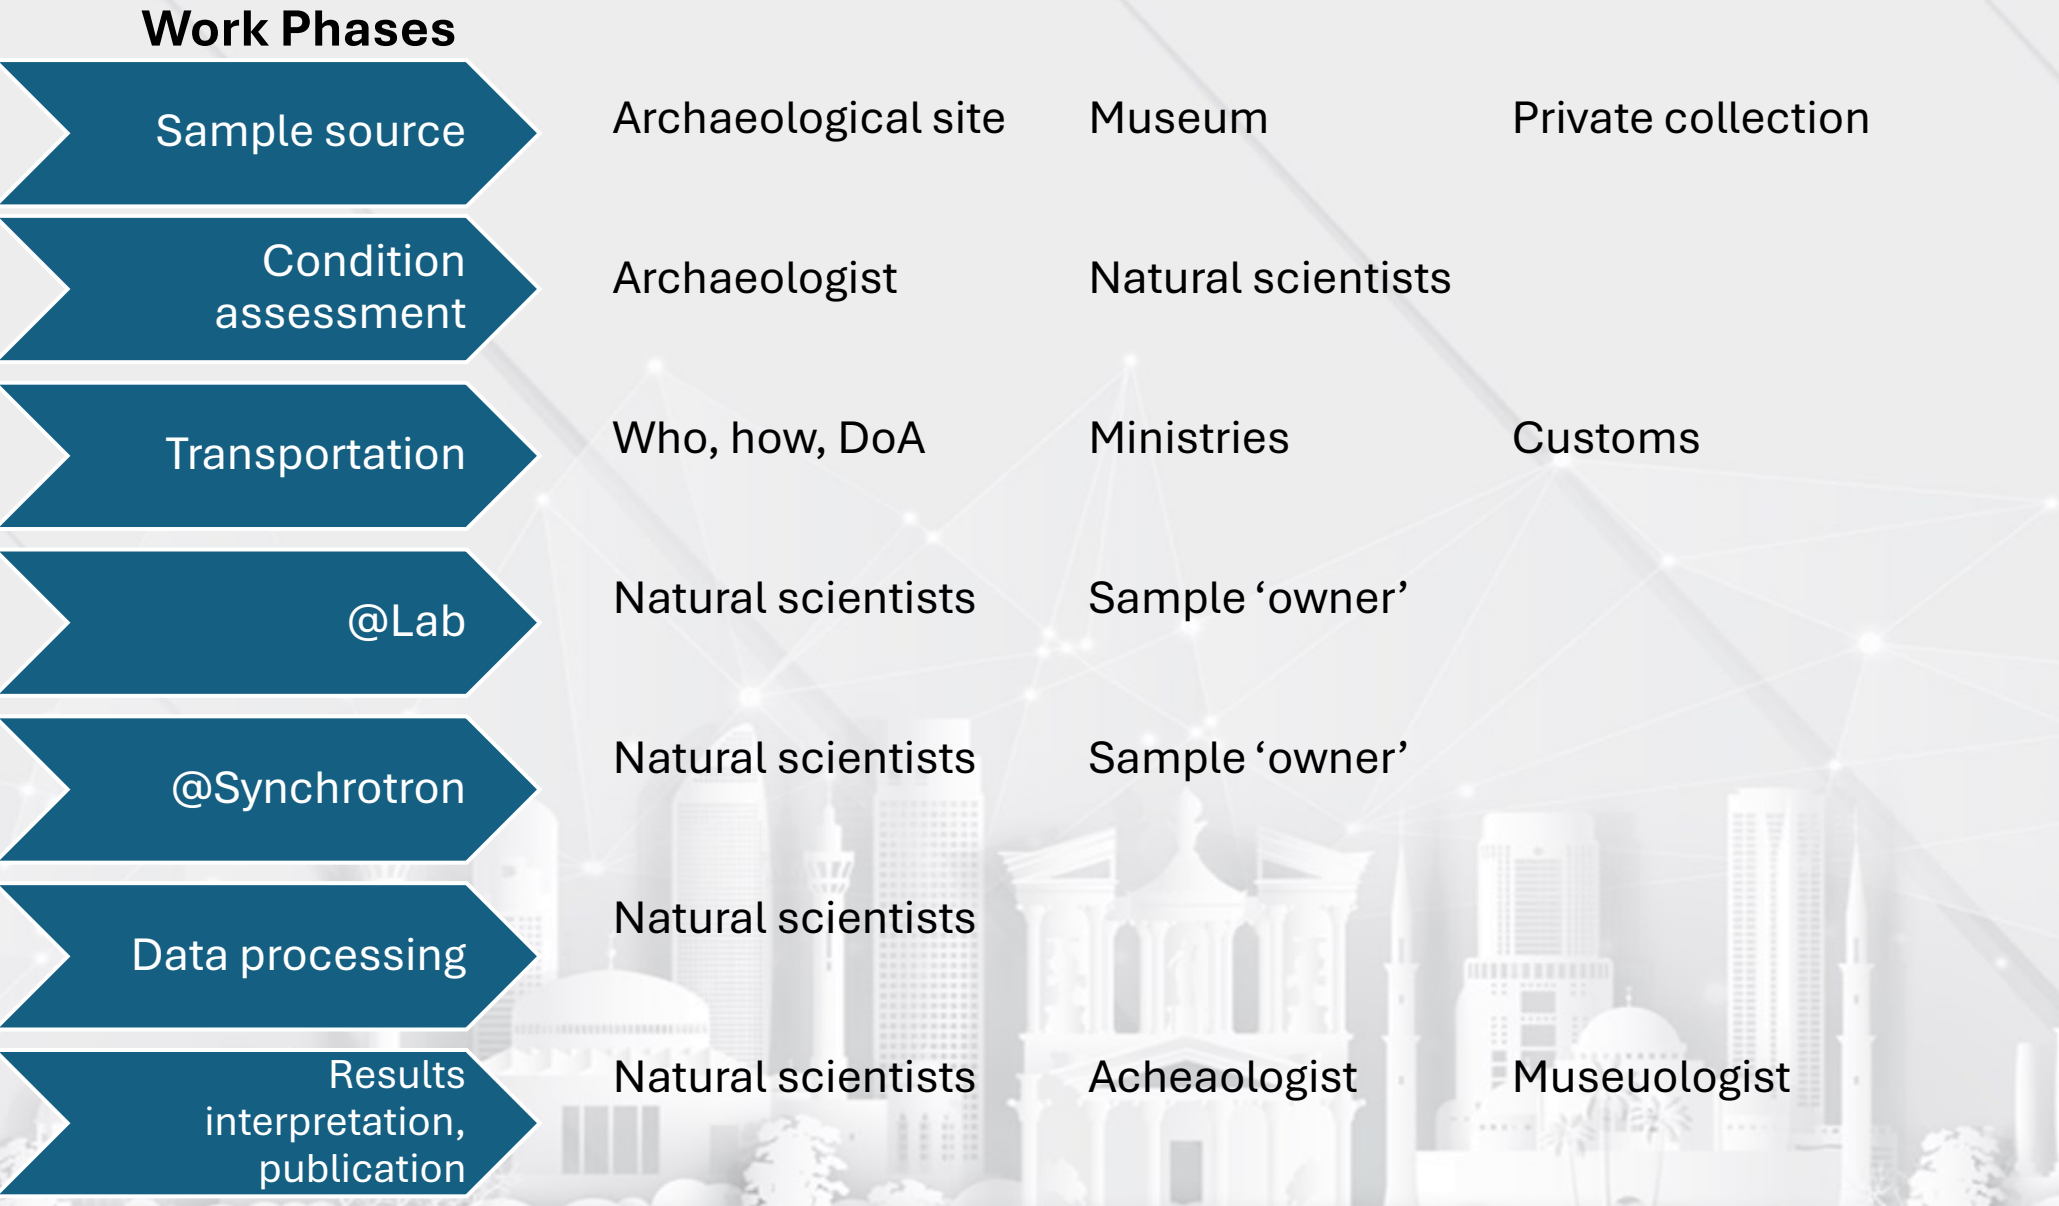 Work Phases
Sample source
Archaeological site Museum Private collection
Condition
assessment
Archaeologist Natural scientists
Transportation
Who, how, DoA Ministries Customs
@Lab
Natural scientists Sample ‘owner’
@Synchrotron
Natural scientists Sample ‘owner’
Data processing
Natural scientists
Results
interpretation,
publication
Natural scientists Acheaologist Museuologist